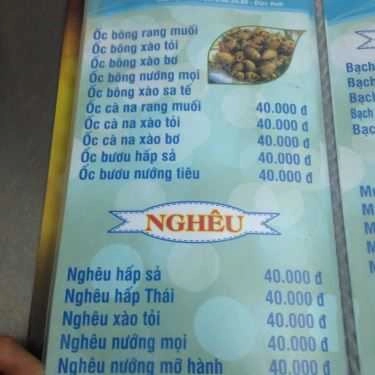 Ốc bông rang muối
Ốc bông xào tỏi
Ốc bông xào bơ
Ốc bông nướng mọi
Ốc bông xào sa tế
Ốc cà na rang muối 40.000 đ
Ốc cà na xào tỏi 40.000 đ
Ốc cà na xào bơ 40.000 đ
Ốc bươu hấp sả 40.000 đ
Ốc bươu nướng tiêu 40.000 đ
NGHÊU
Nghêu hấp sả 40.000 đ
Nghêu hấp Thái 40.000 đ
Nghêu xào tỏi 40.000 đ
Nghêu nướng mọi 40.000 đ
Nghêu nướng mỡ hành 40.000 đ
Bạch
Bạch
Bạch
Bạch